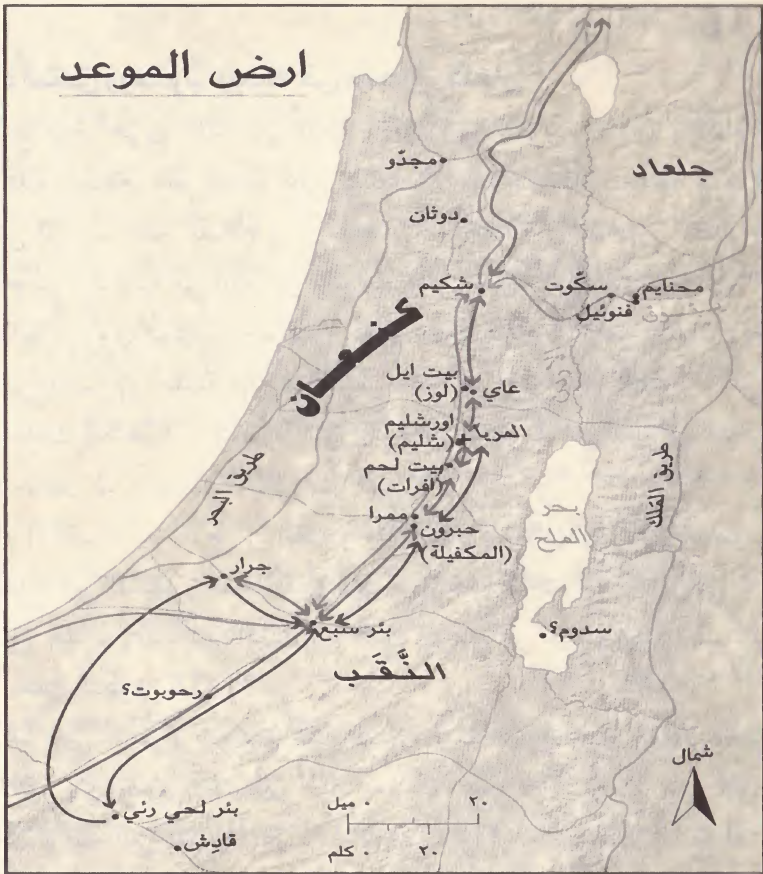 ارض الموعد
مجدّو
جلعاد
دوثان
شكيم
سكّوت
محنايم
فنوئيل
كنعان
بيت ايل
(لوز)
عاي
الاردن
اورشليم
(شليم)
المريا
بيت لحم
(افرات)
طريق البحر
طريق الملك
بحر
الملح
ممرا
حبرون
(المكفيلة)
جرار
بئر سبع
سدوم؟
النَّقَب
رحوبوت؟
شمال
بئر لحي رئي
قادِش
٠ ميل ٢٠
٠ كلم ٢٠